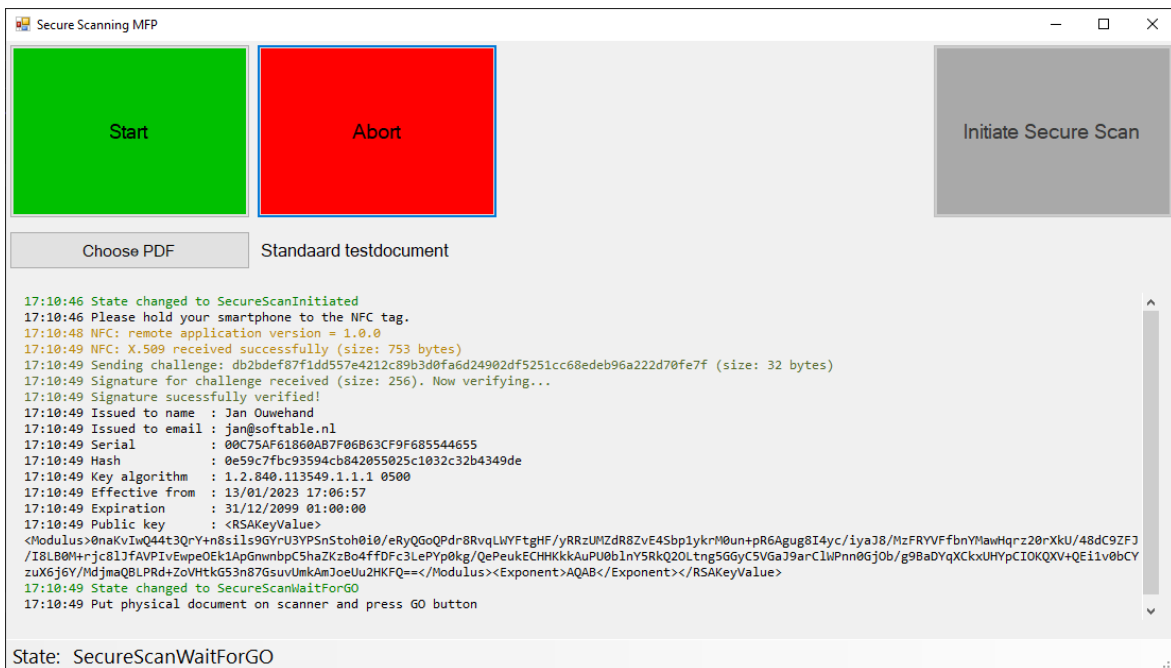 Secure Scanning MFP
Start
Abort
Initiate Secure Scan
Choose PDF
Standaard testdocument
17:10:46 State changed to SecureScanInitiated
17:10:46 Please hold your smartphone to the NFC tag.
17:10:48 NFC: remote application version = 1.0.0
17:10:49 NFC: X.509 received successfully (size: 753 bytes)
17:10:49 Sending challenge: db2bdef87f1dd557e4212c89b3d0fa6d24902df5251cc68edeb96a222d70fe7f (size: 32 bytes)
17:10:49 Signature for challenge received (size: 256). Now verifying...
17:10:49 Signature sucessfully verified!
17:10:49 Issued to name : Jan Ouwehand
17:10:49 Issued to email : jan@softable.nl
17:10:49 Serial : 00C75AF61860AB7F06B63CF9F685544655
17:10:49 Hash : 0e59c7fbc93594cb842055025c1032c32b4349de
17:10:49 Key algorithm : 1.2.840.113549.1.1.1 0500
17:10:49 Effective from : 13/01/2023 17:06:57
17:10:49 Expiration : 31/12/2099 01:00:00
17:10:49 Public key : <RSAKeyValue>
<Modulus>0naKvIwQ44t3QrY+n8sils9GYrU3YPSnStoh0i0/eRyQGoQPdr8RvqLWYFtgHF/yRRzUMZdR8ZvE4Sbp1ykrM0un+pR6Agug8I4yc/iyaJ8/MzFRYVFfbnYMawHqrz20rXkU/48dC9ZFJ
/I8LB0M+rjc8lJfAVPIvEwpeOEk1ApGnwnbpC5haZKzBo4ffDFc3LePYp0kg/QePeukECHHKkkAuPU0blnY5RkQ2OLtng5GGyC5VGaJ9arClWPnn0GjOb/g9BaDYqXCkxUHYpCIOKQXV+QEi1v0bCY
zuX6j6Y/MdjmaQBLPRd+ZoVHtkG53n87GsuvUmkAmJoeUu2HKFQ==</Modulus><Exponent>AQAB</Exponent></RSAKeyValue>
17:10:49 State changed to SecureScanWaitForGO
17:10:49 Put physical document on scanner and press GO button
State: SecureScanWaitForGO